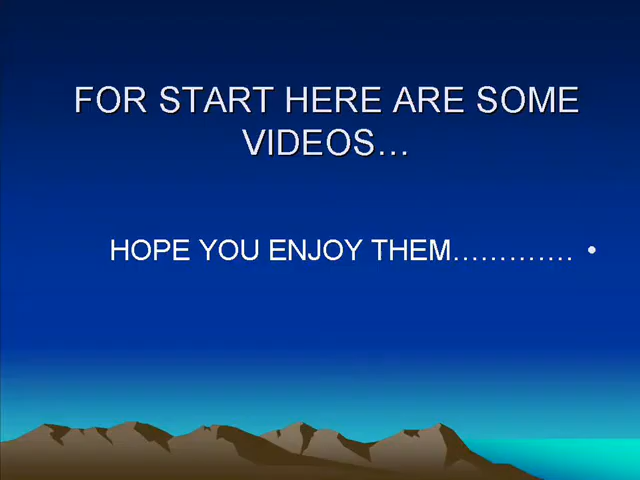 FOR START HERE ARE SOME
VIDEOS…
HOPE YOU ENJOY THEM…………. •